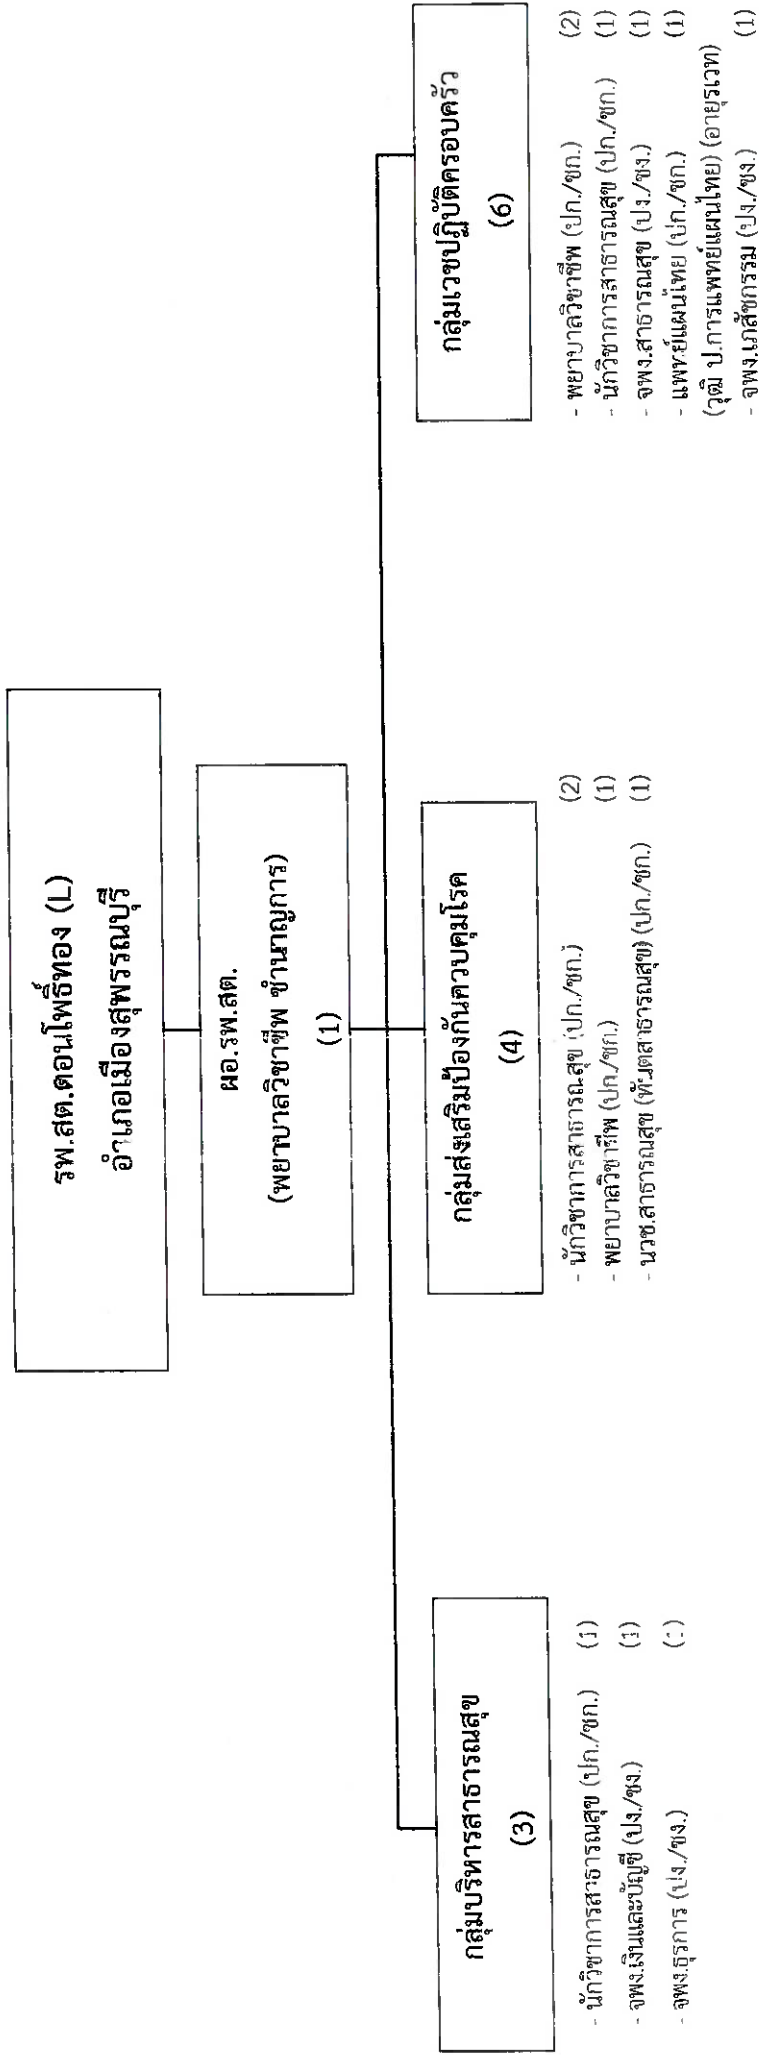 รพ.สต.ดอนโพธิ์ทอง (L)
อำเภอเมืองสุพรรณบุรี
ผอ.รพ.สต.
(พยาบาลวิชาชีพ ชำนาญการ)
(1)
กลุ่มบริหารสาธารณสุข
(3)
- นักวิชาการสาธารณสุข (ปก./ชก.) (1)
- จพง.เงินและบัญชี (ปง./ชง.) (1)
- จพง.ธุรการ (ปง./ชง.) (1)
กลุ่มส่งเสริมป้องกันควบคุมโรค
(4)
- นักวิชาการสาธารณสุข (ปก./ชก.) (2)
- พยาบาลวิชาชีพ (ปก./ชก.) (1)
- นวช.สาธารณสุข (ทันตสาธารณสุข) (ปก./ชก.) (1)
กลุ่มเวชปฏิบัติครอบครัว
(6)
- พยาบาลวิชาชีพ (ปก./ชก.) (2)
- นักวิชาการสาธารณสุข (ปก./ชก.) (1)
- จพง.สาธารณสุข (ปง./ชง.) (1)
- แพทย์แผนไทย (ปก./ชก.) (1)
(วุฒิ ป.การแพทย์แผนไทย) (อายุรเวท)
- จพง.เภสัชกรรม (ปง./ชง.) (1)